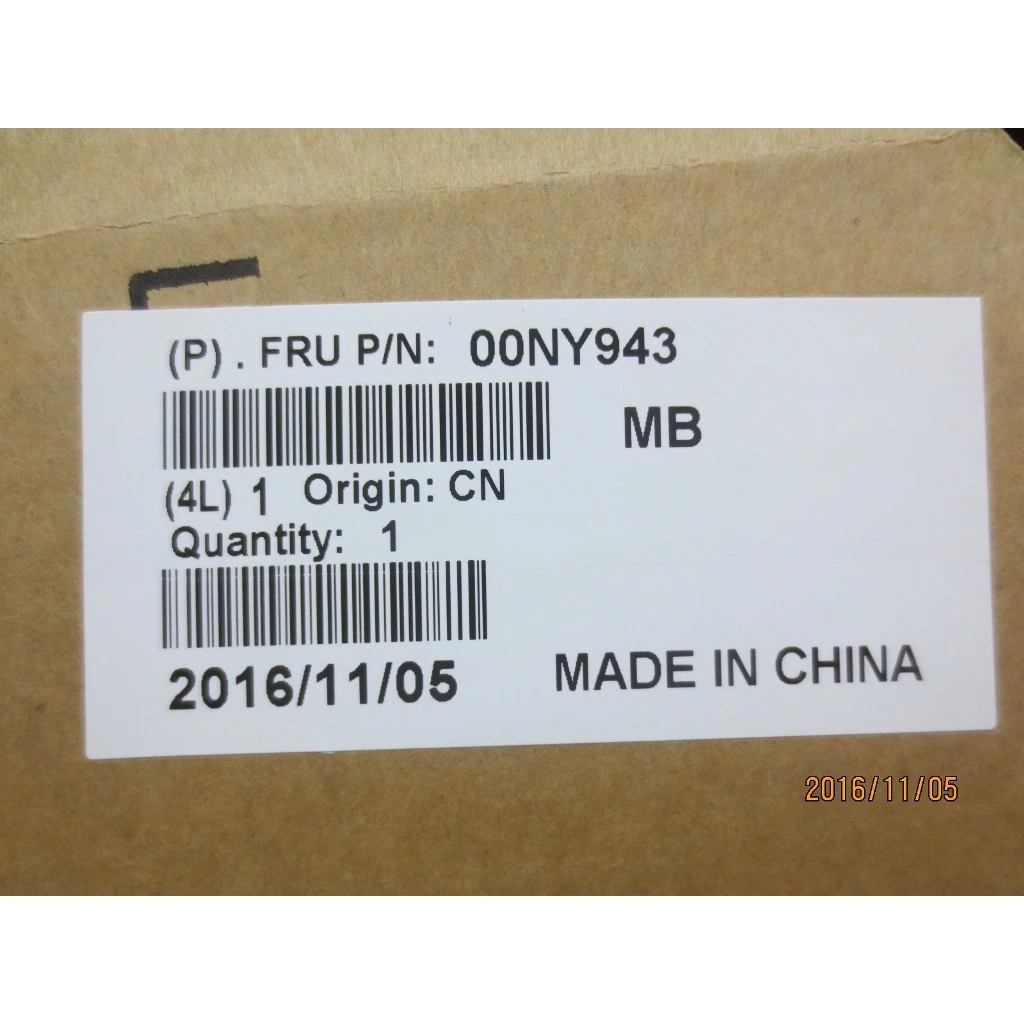 (P) . FRU P/N: 00NY943
MB
(4L) 1 Origin: CN
Quantity: 1
2016/11/05
MADE IN CHINA
2016/11/05